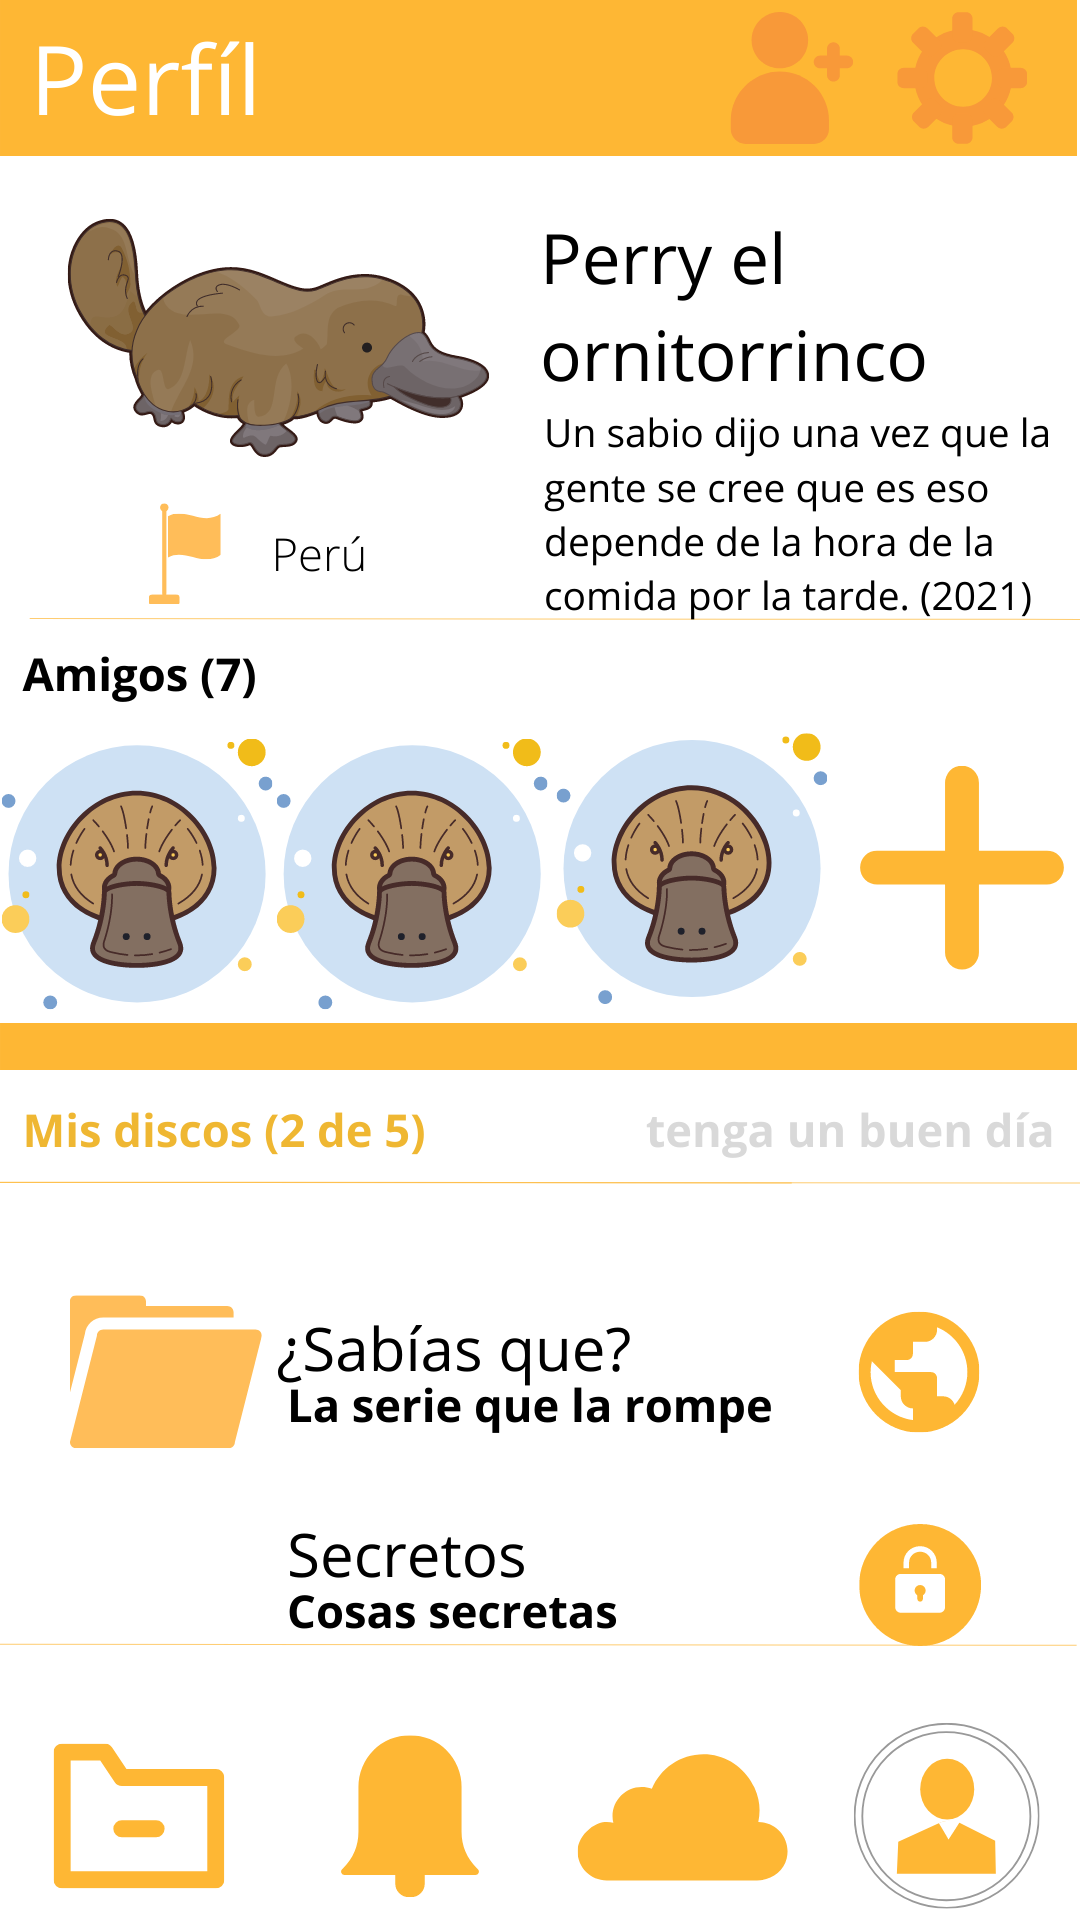 Perfíl
Perry el
ornitorrinco
Un sabio dijo una vez que la
gente se cree que es eso
depende de la hora de la
comida por la tarde. (2021)
Perú
Amigos (7)
Mis discos (2 de 5)
tenga un buen día
¿Sabías que?
La serie que la rompe
Secretos
Cosas secretas